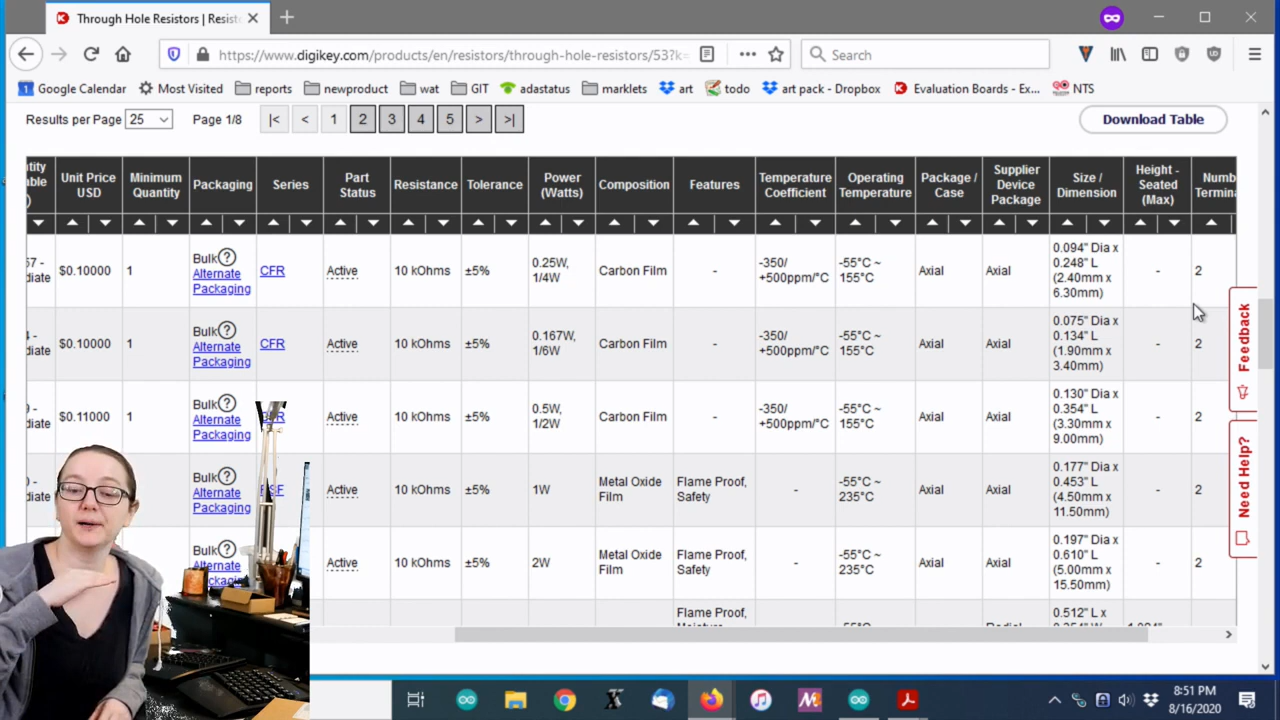 Through Hole Resistors | Resist
https://www.digikey.com/products/en/resistors/through-hole-resistors/53?k=
Search
Google Calendar
Most Visited
reports
newproduct
wat
GIT
adastatus
marklets
art
todo
art pack - Dropbox
Evaluation Boards - Ex...
NTS
Results per Page 25
Page 1/8
|< < 1 2 3 4 5 > >|
Download Table
Unit Price USD
Minimum Quantity
Packaging
Series
Part Status
Resistance
Tolerance
Power (Watts)
Composition
Features
Temperature Coefficient
Operating Temperature
Package / Case
Supplier Device Package
Size / Dimension
Height - Seated (Max)
$0.10000
1
Bulk
Alternate
Packaging
CFR
Active
10 kOhms
±5%
0.25W,
1/4W
Carbon Film
-
-350/
+500ppm/°C
-55°C ~
155°C
Axial
Axial
0.094" Dia x
0.248" L
(2.40mm x
6.30mm)
-
2
$0.10000
1
Bulk
Alternate
Packaging
CFR
Active
10 kOhms
±5%
0.167W,
1/6W
Carbon Film
-
-350/
+500ppm/°C
-55°C ~
155°C
Axial
Axial
0.075" Dia x
0.134" L
(1.90mm x
3.40mm)
-
2
$0.11000
1
Bulk
Alternate
Packaging
Active
10 kOhms
±5%
0.5W,
1/2W
Carbon Film
-
-350/
+500ppm/°C
-55°C ~
155°C
Axial
Axial
0.130" Dia x
0.354" L
(3.30mm x
9.00mm)
-
2
Bulk
Alternate
Packaging
Active
10 kOhms
±5%
1W
Metal Oxide
Film
Flame Proof,
Safety
-
-55°C ~
235°C
Axial
Axial
0.177" Dia x
0.453" L
(4.50mm x
11.50mm)
-
2
Bulk
Alternate
Active
10 kOhms
±5%
2W
Metal Oxide
Film
Flame Proof,
Safety
-
-55°C ~
235°C
Axial
Axial
0.197" Dia x
0.610" L
(5.00mm x
15.50mm)
-
2
Flame Proof,
0.512" L x
Feedback
Need Help?
8:51 PM
8/16/2020